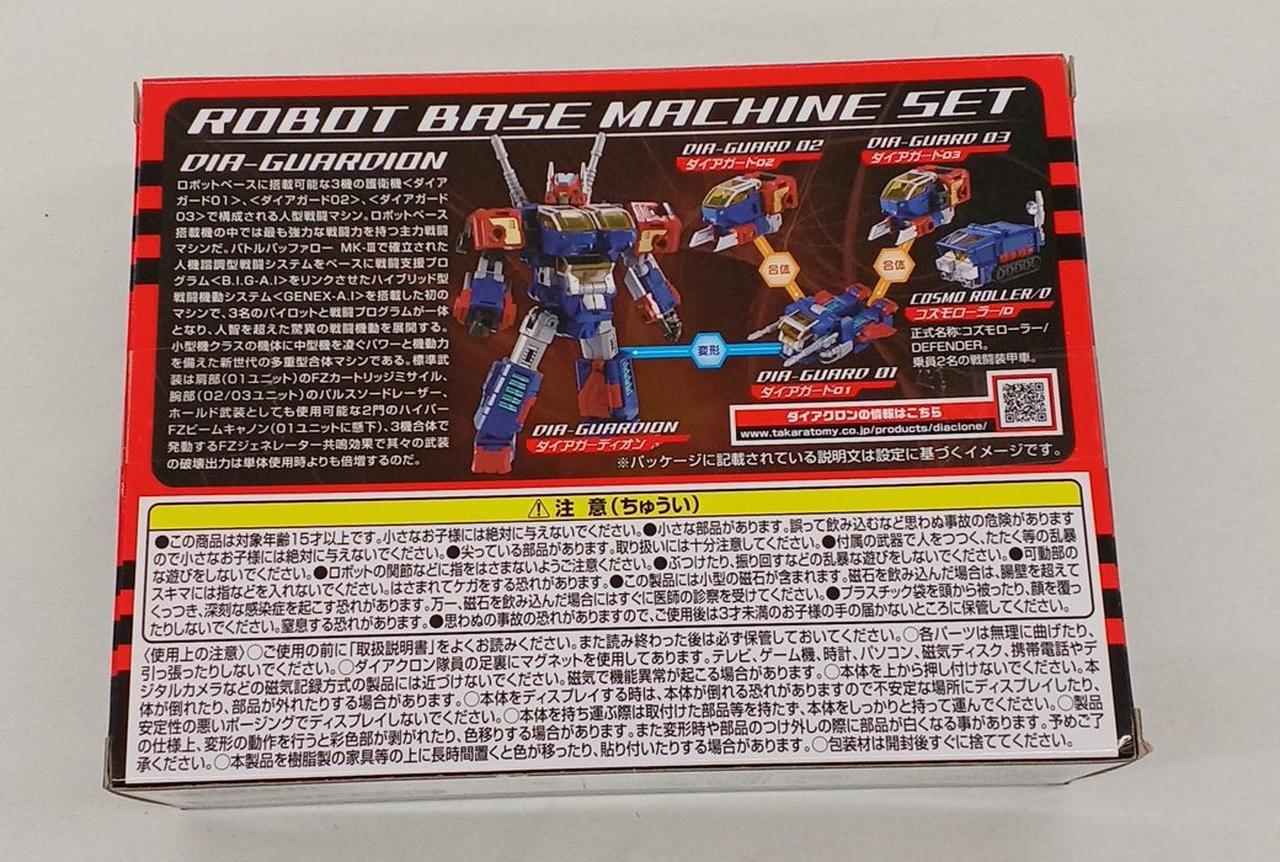 ROBOT BASE MACHINE SET
DIA-GUARDION
ロボットベースに搭載可能な3機の護衛機<ダイア
ガード01>、<ダイアガード02>、<ダイアガード
03>で構成される人型戦闘マシン。ロボットベース
搭載機の中では最も強力な戦闘力を持つ主力戦闘
マシンだ。バトルバッファロー MK-Ⅲで確立された
人機諧調型戦闘システムをベースに戦闘支援プ
ログラム<B.I.G-A.I>をリンクさせたハイブリッド型
戦闘機動システム<GENEX-A.I>を搭載した初の
マシンで、3名のパイロットと戦闘プログラムが一体
となり、人智を超えた驚異の戦闘機動を展開する。
小型機クラスの機体に中型機を凌ぐパワーと機動力
を備えた新世代の多重型合体マシンである。標準武
装は肩部(01ユニット)のFZカートリッジミサイル、
腕部(02/03ユニット)のパルスソードレーザー、
ホールド武装としても使用可能な2門のハイパー
FZビームキャノン(01ユニットに懸下)、3機合体で
発動するFZジェネレーター共鳴効果で其々の武装
の破壊出力は単体使用時よりも倍増するのだ。
DIA-GUARD 02
ダイアガード02
DIA-GUARD 03
ダイアガード03
合体
合体
COSMO ROLLER/D
コズモローラー/D
正式名称:コズモローラー/
DEFENDER。
乗員2名の戦闘装甲車。
変形
DIA-GUARD 01
ダイアガード01
DIA-GUARDION
ダイアガーディオン
ダイアクロンの情報はこちら
www.takaratomy.co.jp/products/diaclone/
※パッケージに記載されている説明文は設定に基づくイメージです。
⚠注 意(ちゅうい)
●この商品は対象年齢15才以上です。小さなお子様には絶対に与えないでください。●小さな部品があります。誤って飲み込むなど思わぬ事故の危険があります
ので小さなお子様には絶対に与えないでください。●尖っている部品があります。取り扱いには十分注意してください。●付属の武器で人をつつく、たたく等の乱暴
な遊びをしないでください。●ロボットの関節などに指をはさまないようご注意ください。●ぶつけたり、振り回すなどの乱暴な遊びをしないでください。●可動部の
スキマには指などを入れないでください。はさまれてケガをする恐れがあります。●この製品には小型の磁石が含まれます。磁石を飲み込んだ場合は、腸壁を超えて
くっつき、深刻な感染症を起こす恐れがあります。万一、磁石を飲み込んだ場合にはすぐに医師の診察を受けてください。●プラスチック袋を頭から被ったり、顔を覆っ
たりしないでください。窒息する恐れがあります。●思わぬ事故の恐れがありますので、ご使用後は3才未満のお子様の手の届かないところに保管してください。
〈使用上の注意〉○ご使用の前に「取扱説明書」をよくお読みください。また読み終わった後は必ず保管しておいてください。○各パーツは無理に曲げたり、
引っ張ったりしないでください。○ダイアクロン隊員の足裏にマグネットを使用してあります。テレビ、ゲーム機、時計、パソコン、磁気ディスク、携帯電話やデ
ジタルカメラなどの磁気記録方式の製品には近づけないでください。磁気で機能異常が起こる場合があります。○本体を上から押し付けないでください。本
体が倒れたり、部品が外れたりする場合があります。○本体をディスプレイする時は、本体が倒れる恐れがありますので不安定な場所にディスプレイしたり、
安定性の悪いポージングでディスプレイしないでください。○本体を持ち運ぶ際は取付けた部品等を持たず、本体をしっかりと持って運んでください。○製品
の仕様上、変形の動作を行うと彩色部が剥がれたり、色移りする場合があります。また変形時や部品のつけ外しの際に部品が白くなる事があります。予めご了
承ください。○本製品を樹脂製の家具等の上に長時間置くと色が移ったり、貼り付いたりする場合があります。○包装材は開封後すぐに捨ててください。